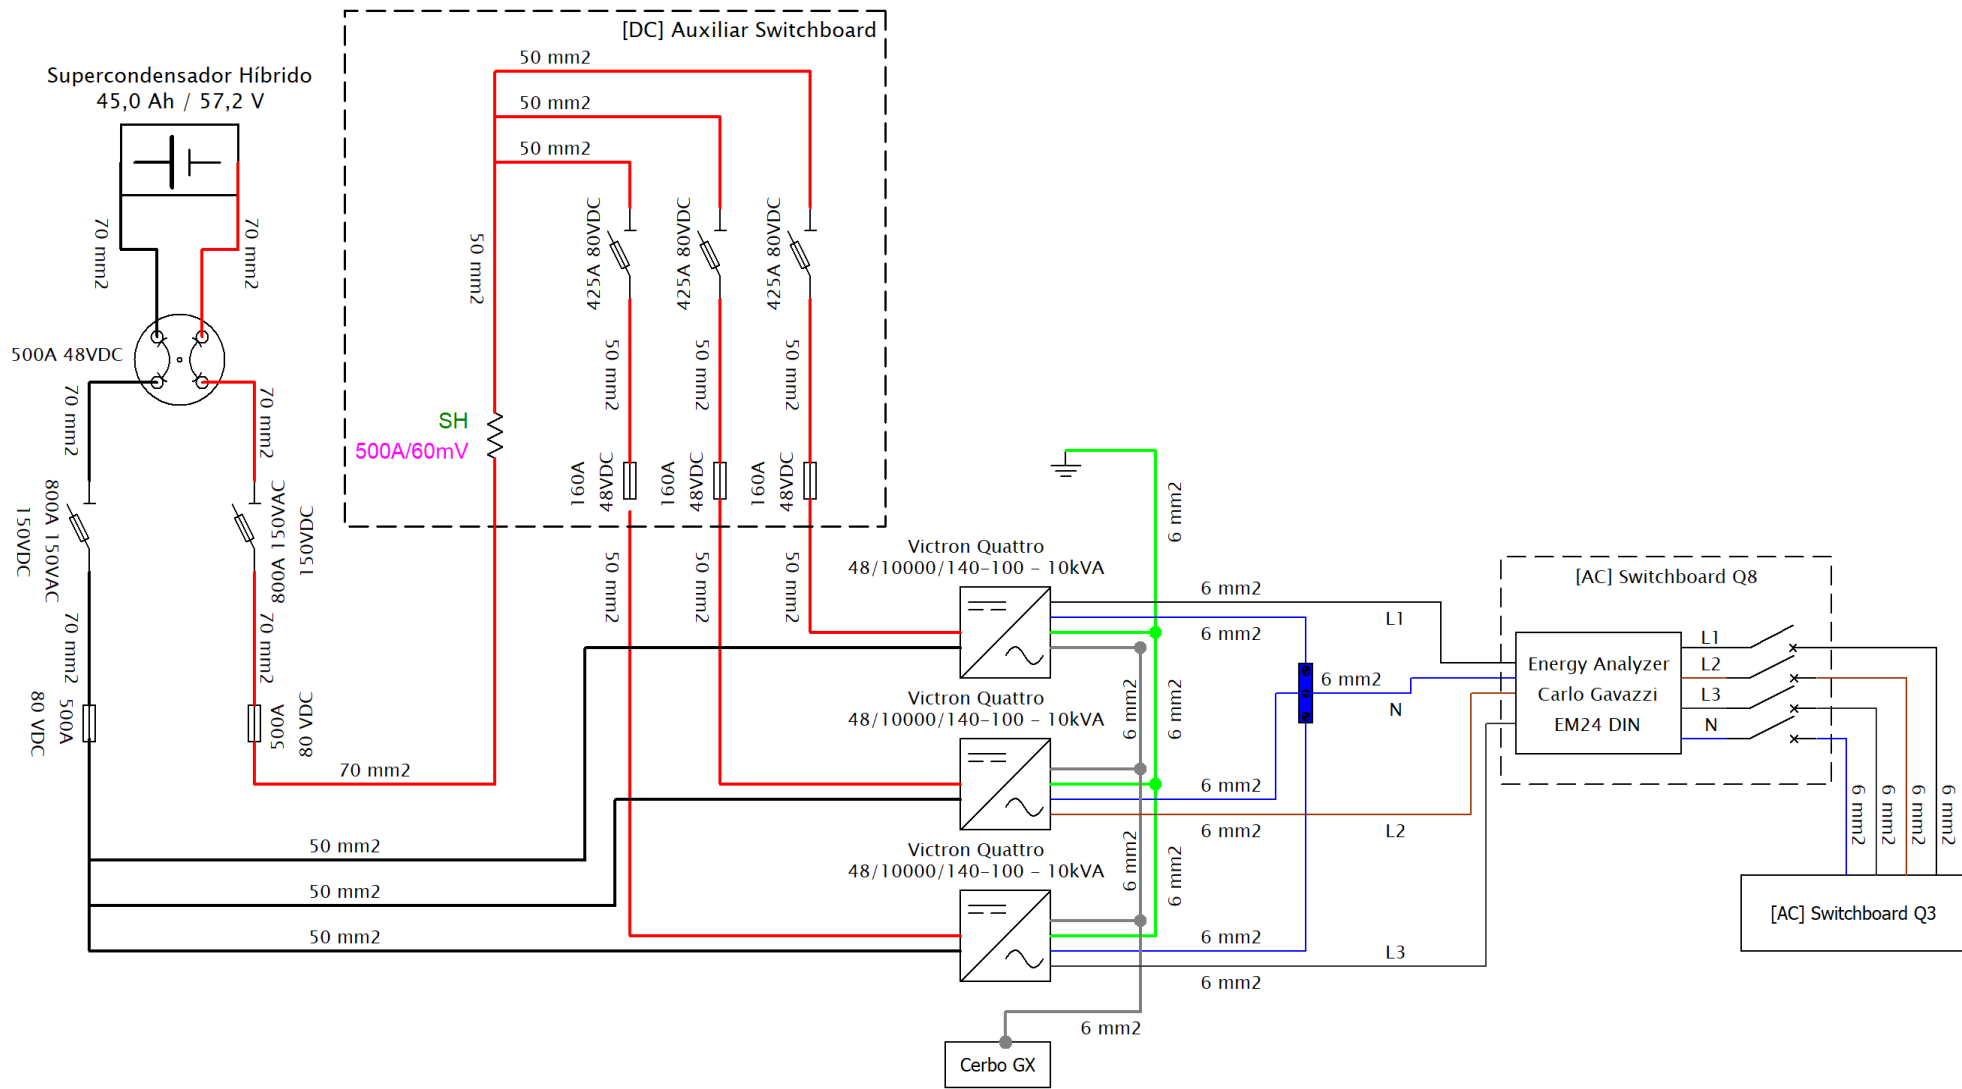 [DC] Auxiliar Switchboard
Supercondensador Híbrido
45,0 Ah / 57,2 V
50 mm2
50 mm2
50 mm2
70 mm2
70 mm2
50 mm2
425A 80VDC
425A 80VDC
425A 80VDC
500A 48VDC
70 mm2
70 mm2
50 mm2
50 mm2
50 mm2
SH
500A/60mV
160A
48VDC
160A
48VDC
160A
48VDC
800A 150VAC
150VDC
800A 150VAC
150VDC
70 mm2
70 mm2
500A
80 VDC
500A
80 VDC
70 mm2
50 mm2
50 mm2
50 mm2
6 mm2
Victron Quattro
48/10000/140-100 - 10kVA
6 mm2
L1
6 mm2
[AC] Switchboard Q8
Energy Analyzer
Carlo Gavazzi
EM24 DIN
L1
L2
L3
N
6 mm2
N
6 mm2
6 mm2
Victron Quattro
48/10000/140-100 - 10kVA
6 mm2
6 mm2
L2
6 mm2
6 mm2
6 mm2
6 mm2
50 mm2
50 mm2
50 mm2
Victron Quattro
48/10000/140-100 - 10kVA
6 mm2
6 mm2
6 mm2
L3
6 mm2
[AC] Switchboard Q3
6 mm2
Cerbo GX